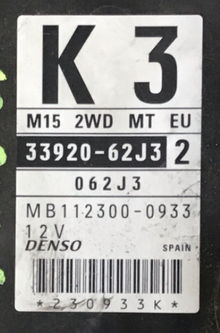 K 3
M15 2WD MT EU
33920-62J3 2
062J3
MB112300-0933
12V
DENSO SPAIN
*230933K*